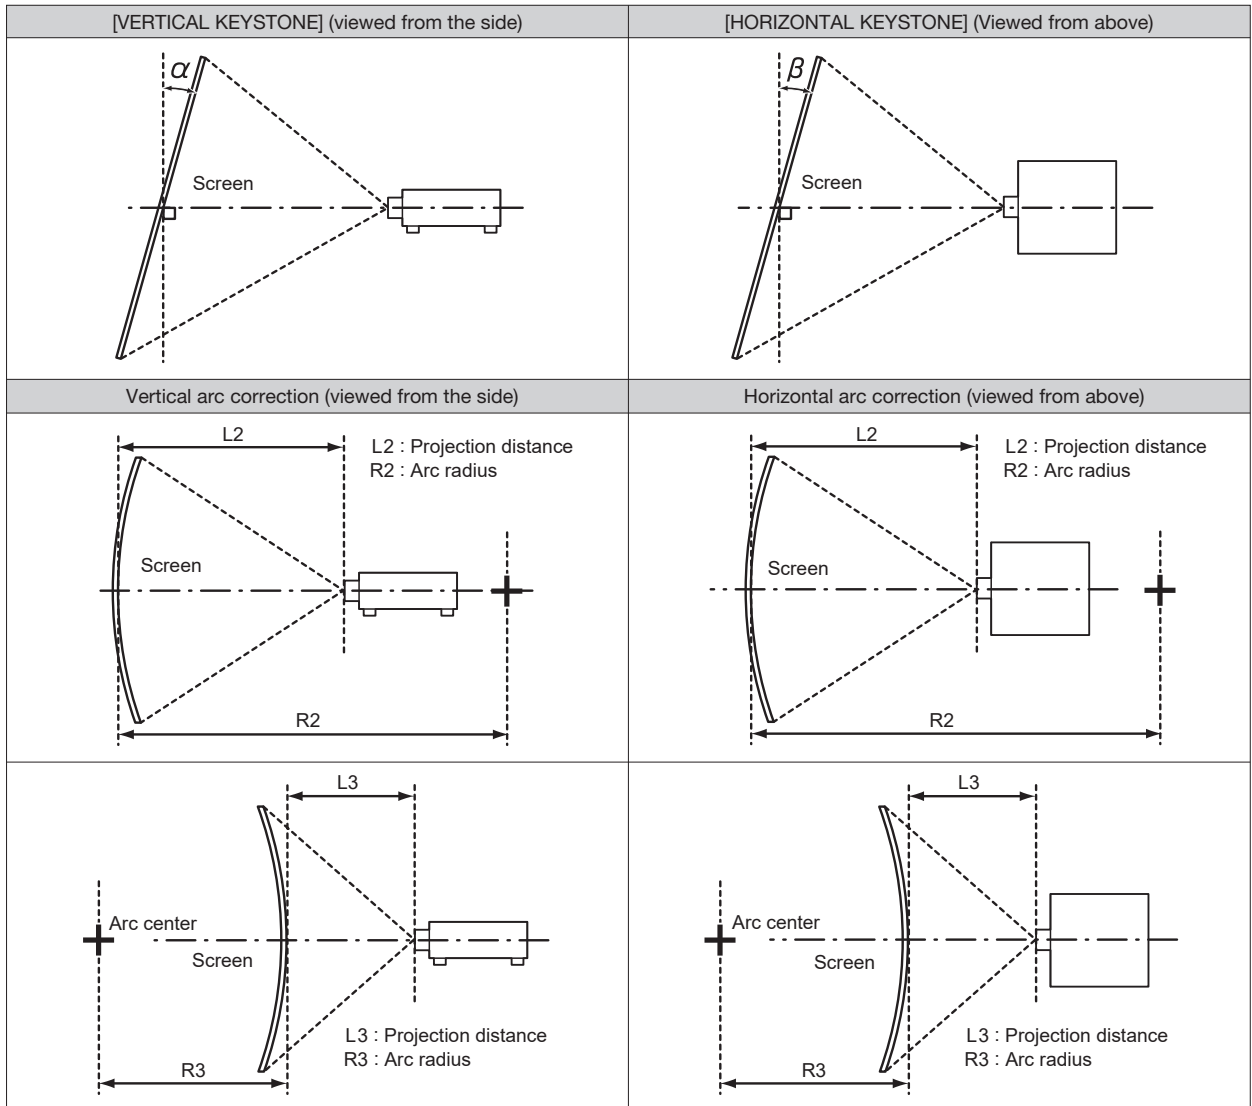 [VERTICAL KEYSTONE] (viewed from the side)
[HORIZONTAL KEYSTONE] (Viewed from above)
α
Screen
β
Screen
Vertical arc correction (viewed from the side)
Horizontal arc correction (viewed from above)
L2
L2 : Projection distance
R2 : Arc radius
Screen
R2
L2
L2 : Projection distance
R2 : Arc radius
Screen
R2
L3
Arc center
Screen
L3 : Projection distance
R3 : Arc radius
R3
L3
Arc center
Screen
L3 : Projection distance
R3 : Arc radius
R3